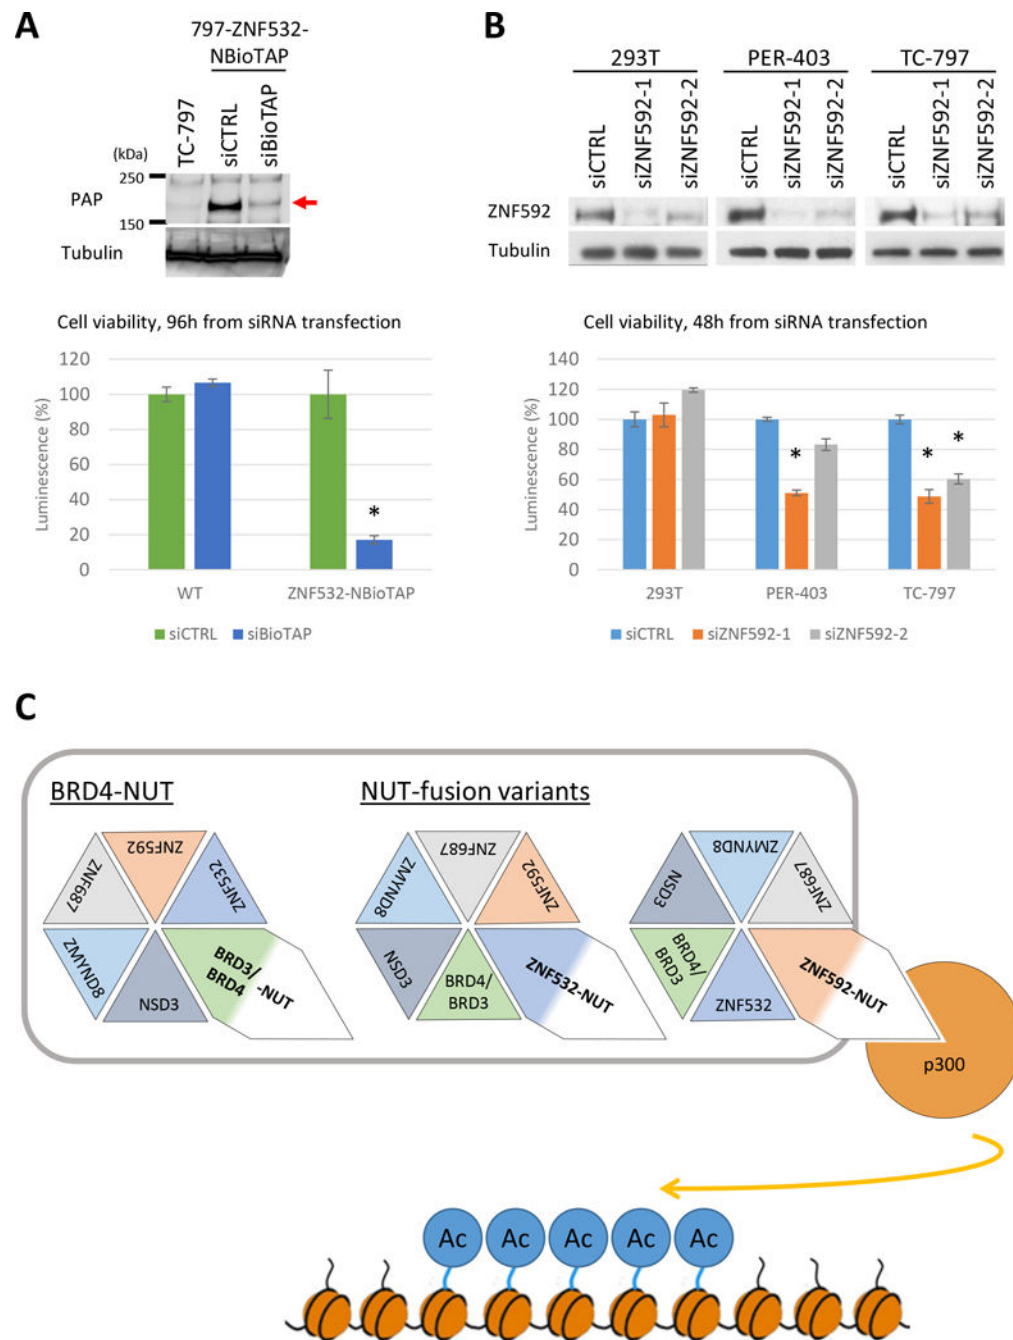 A
797-ZNF532-
NBioTAP
TC-797
siCTRL
siBioTAP
(kDa)
250
PAP
150
Tubulin
Cell viability, 96h from siRNA transfection
Luminescence (%)
120
100
80
60
40
20
0
*
WT
ZNF532-NBioTAP
siCTRL
siBioTAP
B
293T
PER-403
TC-797
siCTRL
siZNF592-1
siZNF592-2
siCTRL
siZNF592-1
siZNF592-2
siCTRL
siZNF592-1
siZNF592-2
ZNF592
Tubulin
Cell viability, 48h from siRNA transfection
Luminescence (%)
140
120
100
80
60
40
20
0
*
*
*
293T
PER-403
TC-797
siCTRL
siZNF592-1
siZNF592-2
C
BRD4-NUT
NUT-fusion variants
ZNF687
ZNF592
ZNF532
ZMYND8
NSD3
BRD3/
BRD4
-NUT
ZMYND8
ZNF687
ZNF592
NSD3
BRD4/
BRD3
ZNF532-NUT
NSD3
ZMYND8
ZNF687
BRD4/
BRD3
ZNF532
ZNF592-NUT
p300
Ac
Ac
Ac
Ac
Ac